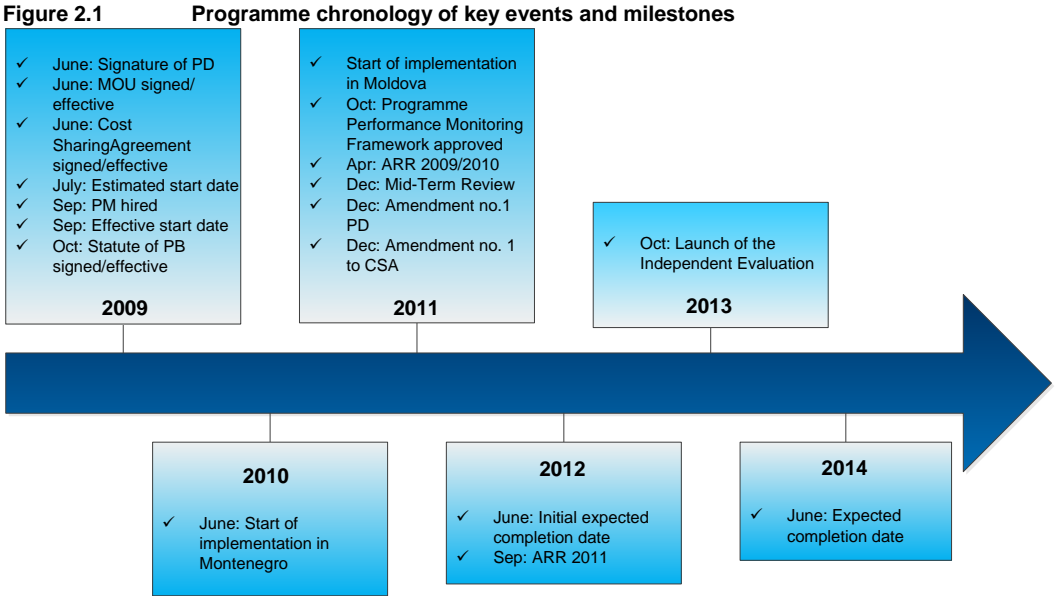 Figure 2.1 Programme chronology of key events and milestones
✓ June: Signature of PD
✓ June: MOU signed/
effective
✓ June: Cost
SharingAgreement
signed/effective
✓ July: Estimated start date
✓ Sep: PM hired
✓ Sep: Effective start date
✓ Oct: Statute of PB
signed/effective
2009
✓ Start of implementation
in Moldova
✓ Oct: Programme
Performance Monitoring
Framework approved
✓ Apr: ARR 2009/2010
✓ Dec: Mid-Term Review
✓ Dec: Amendment no.1
PD
✓ Dec: Amendment no. 1
to CSA
2011
✓ Oct: Launch of the
Independent Evaluation
2013
2010
✓ June: Start of
implementation in
Montenegro
2012
✓ June: Initial expected
completion date
✓ Sep: ARR 2011
2014
✓ June: Expected
completion date